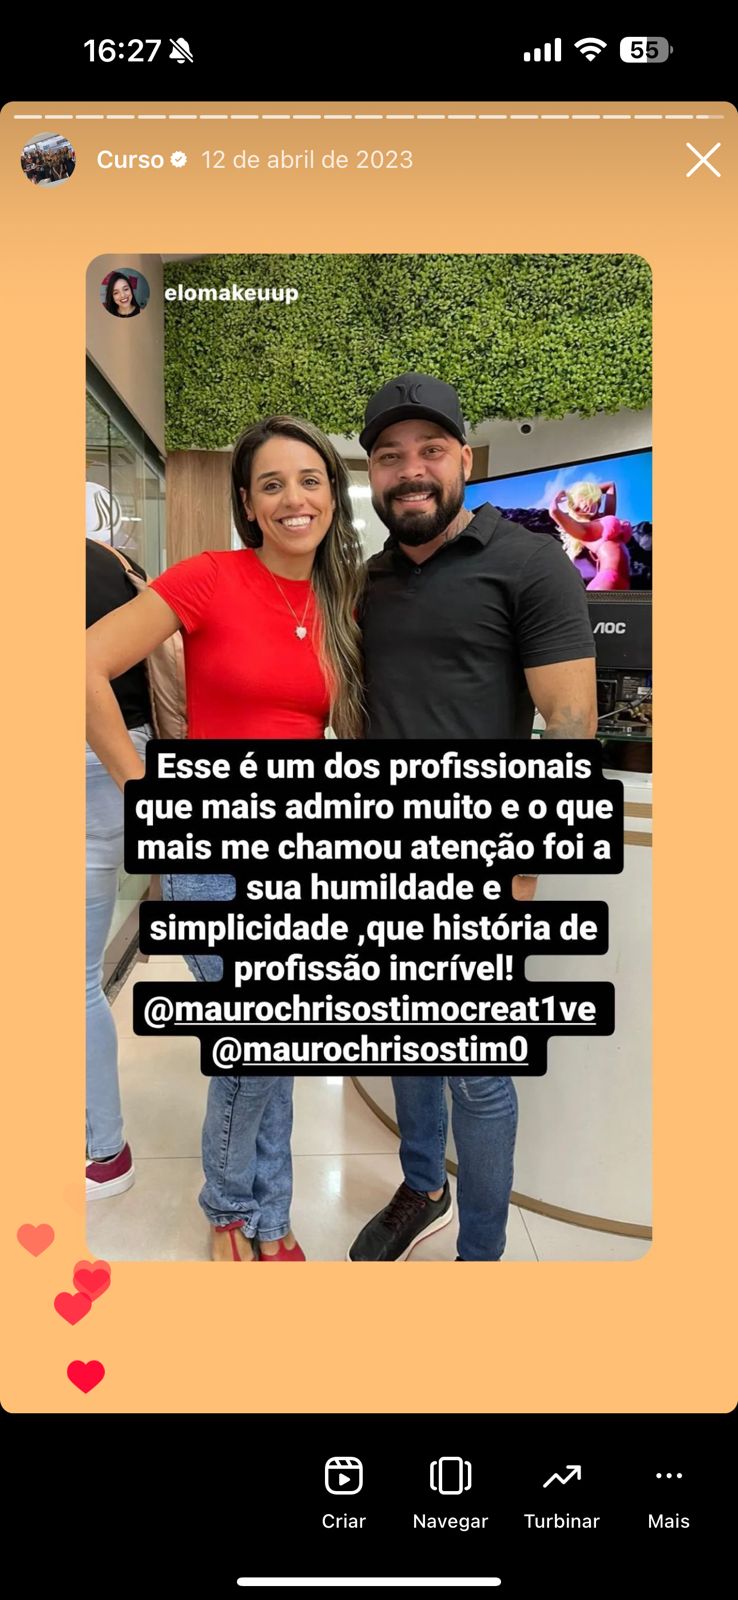 16:27
55
Curso 12 de abril de 2023
elomakeuup
AOC
Esse é um dos profissionais
que mais admiro muito e o que
mais me chamou atenção foi a
sua humildade e
simplicidade ,que história de
profissão incrível!
@maurochrisostimocreat1ve
@maurochrisostim0
Criar Navegar Turbinar Mais